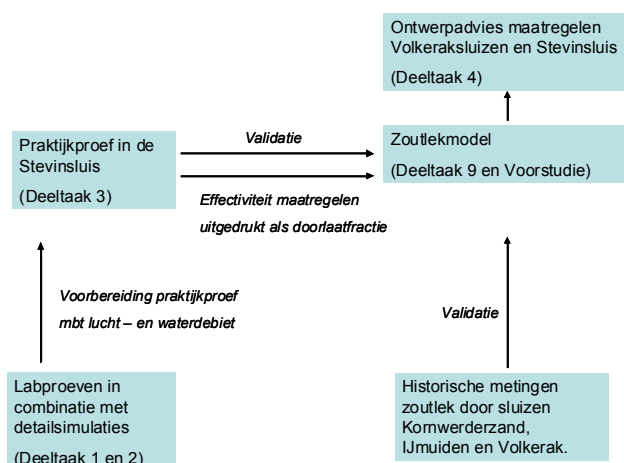 Ontwerpadvies maatregelen
Volkeraksluizen en Stevinsluis
(Deeltaak 4)
Praktijkproef in de
Stevinsluis
(Deeltaak 3)
Validatie
Effectiviteit maatregelen
uitgedrukt als doorlaatfractie
Zoutlekmodel
(Deeltaak 9 en Voorstudie)
Voorbereiding praktijkproef
mbt lucht – en waterdebiet
Validatie
Labproeven in
combinatie met
detailsimulaties
(Deeltaak 1 en 2)
Historische metingen
zoutlek door sluizen
Kornwerderzand,
IJmuiden en Volkerak.